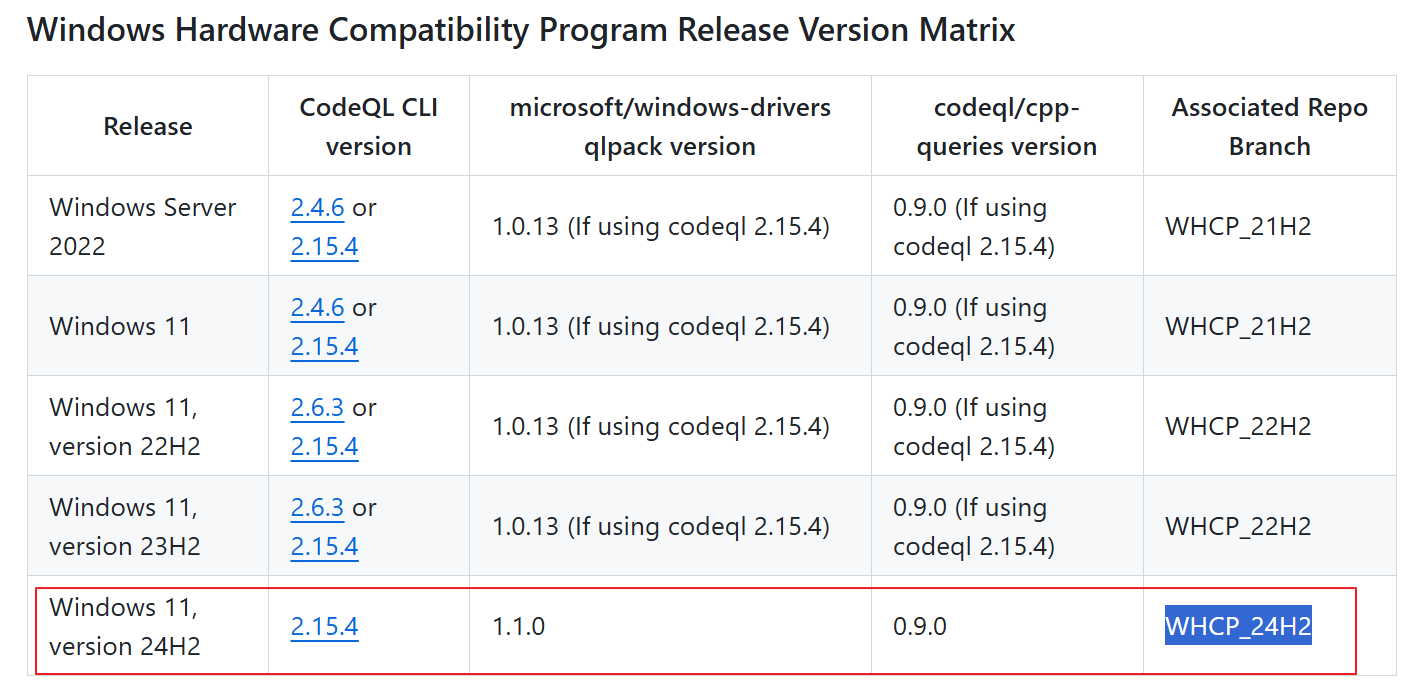 Windows Hardware Compatibility Program Release Version Matrix
Release
CodeQL CLI
version
microsoft/windows-drivers
qlpack version
codeql/cpp-
queries version
Associated Repo
Branch
Windows Server
2022
2.4.6 or
2.15.4
1.0.13 (If using codeql 2.15.4)
0.9.0 (If using
codeql 2.15.4)
WHCP_21H2
Windows 11
2.4.6 or
2.15.4
1.0.13 (If using codeql 2.15.4)
0.9.0 (If using
codeql 2.15.4)
WHCP_21H2
Windows 11,
version 22H2
2.6.3 or
2.15.4
1.0.13 (If using codeql 2.15.4)
0.9.0 (If using
codeql 2.15.4)
WHCP_22H2
Windows 11,
version 23H2
2.6.3 or
2.15.4
1.0.13 (If using codeql 2.15.4)
0.9.0 (If using
codeql 2.15.4)
WHCP_22H2
Windows 11,
version 24H2
2.15.4
1.1.0
0.9.0
WHCP_24H2